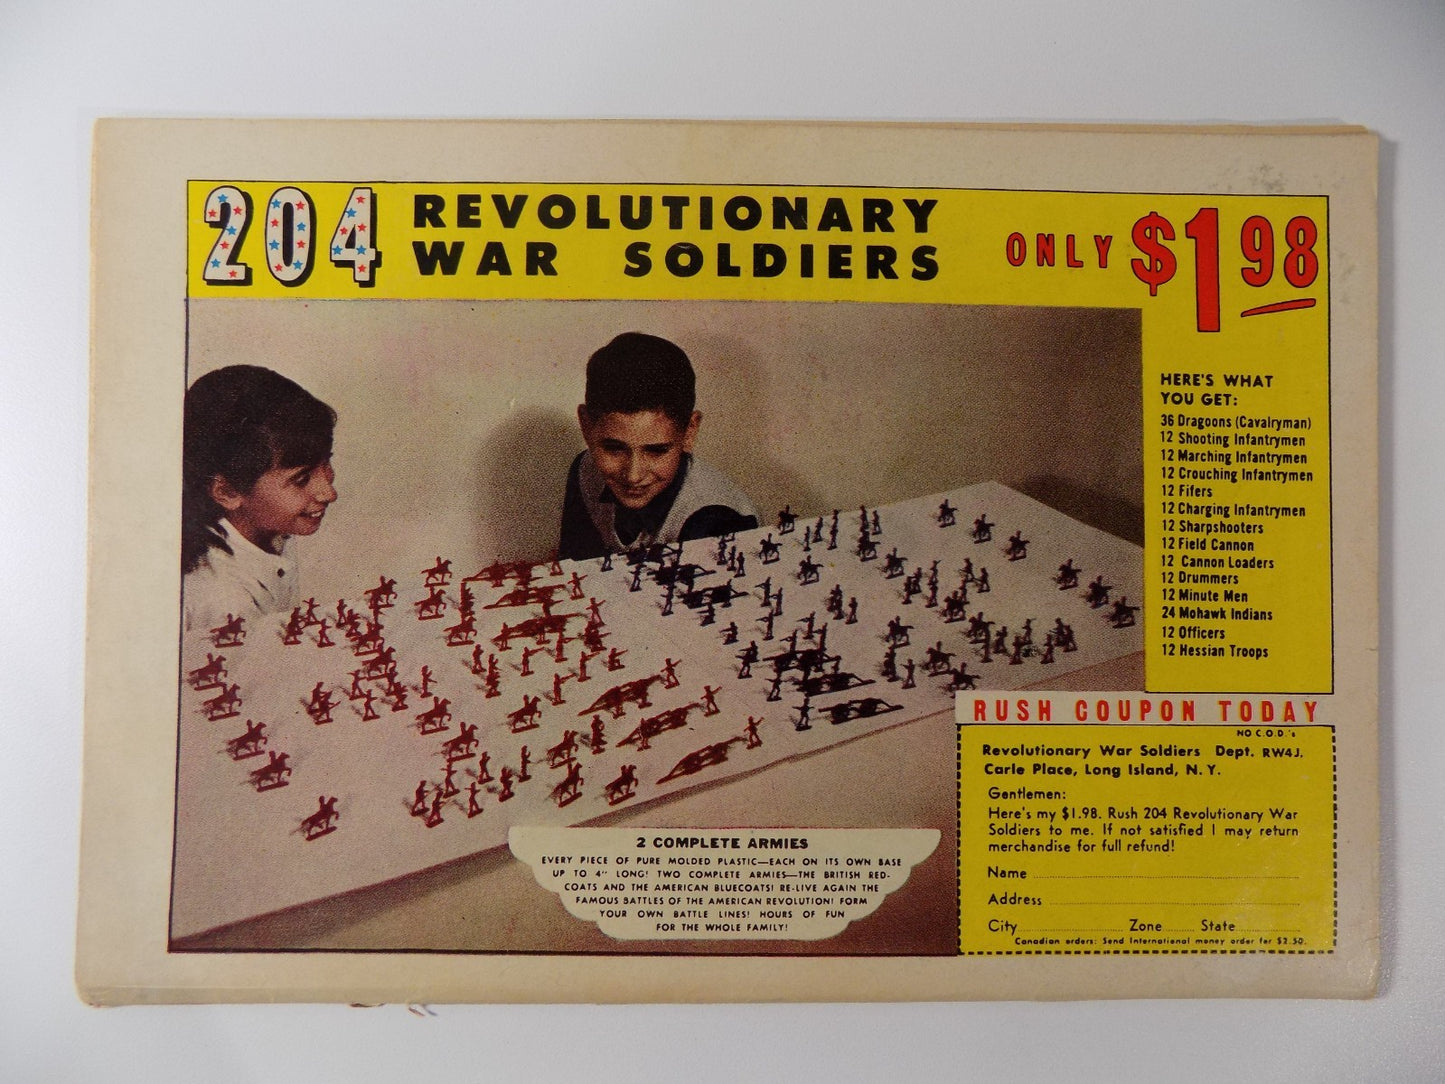 204 REVOLUTIONARY
WAR SOLDIERS
ONLY $1 98
HERE'S WHAT
YOU GET:
36 Dragoons (Cavalryman)
12 Shooting Infantrymen
12 Marching Infantrymen
12 Crouching Infantrymen
12 Fifers
12 Charging Infantrymen
12 Sharpshooters
12 Field Cannon
12 Cannon Loaders
12 Drummers
12 Minute Men
24 Mohawk Indians
12 Officers
12 Hessian Troops
2 COMPLETE ARMIES
EVERY PIECE OF PURE MOLDED PLASTIC—EACH ON ITS OWN BASE
UP TO 4" LONG! TWO COMPLETE ARMIES—THE BRITISH RED-
COATS AND THE AMERICAN BLUECOATS! RE-LIVE AGAIN THE
FAMOUS BATTLES OF THE AMERICAN REVOLUTION! FORM
YOUR OWN BATTLE LINES! HOURS OF FUN
FOR THE WHOLE FAMILY!
RUSH COUPON TODAY
NO C.O.D.'s
Revolutionary War Soldiers Dept. RW4J.
Carle Place, Long Island, N. Y.
Gentlemen:
Here's my $1.98. Rush 204 Revolutionary War
Soldiers to me. If not satisfied I may return
merchandise for full refund!
Name
Address
City Zone State
Canadian orders: Send International money order for $2.50.